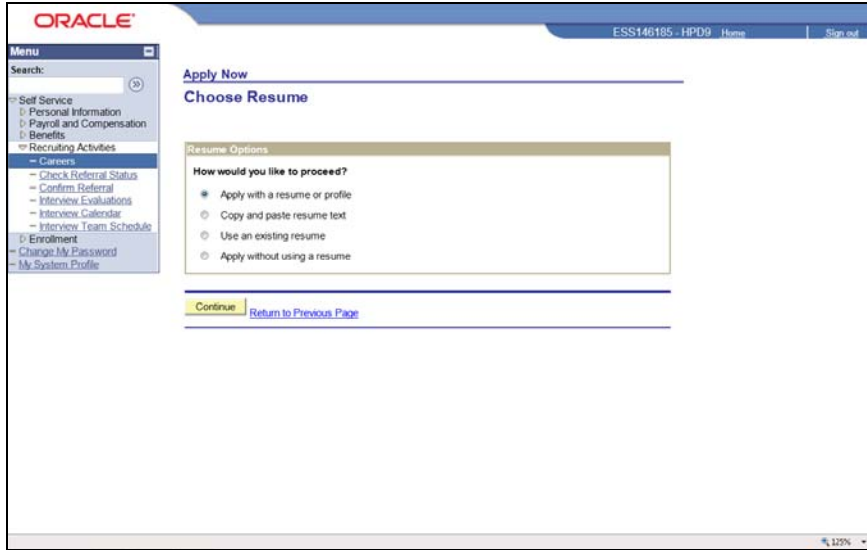 ORACLE
ESS146185 - HPD9 Home Sign out
Menu
Search:
Self Service
Personal Information
Payroll and Compensation
Benefits
Recruiting Activities
– Careers
– Check Referral Status
– Confirm Referral
– Interview Evaluations
– Interview Calendar
– Interview Team Schedule
Enrollment
– Change My Password
– My System Profile
Apply Now
Choose Resume
Resume Options
How would you like to proceed?
Apply with a resume or profile
Copy and paste resume text
Use an existing resume
Apply without using a resume
Continue Return to Previous Page
125%